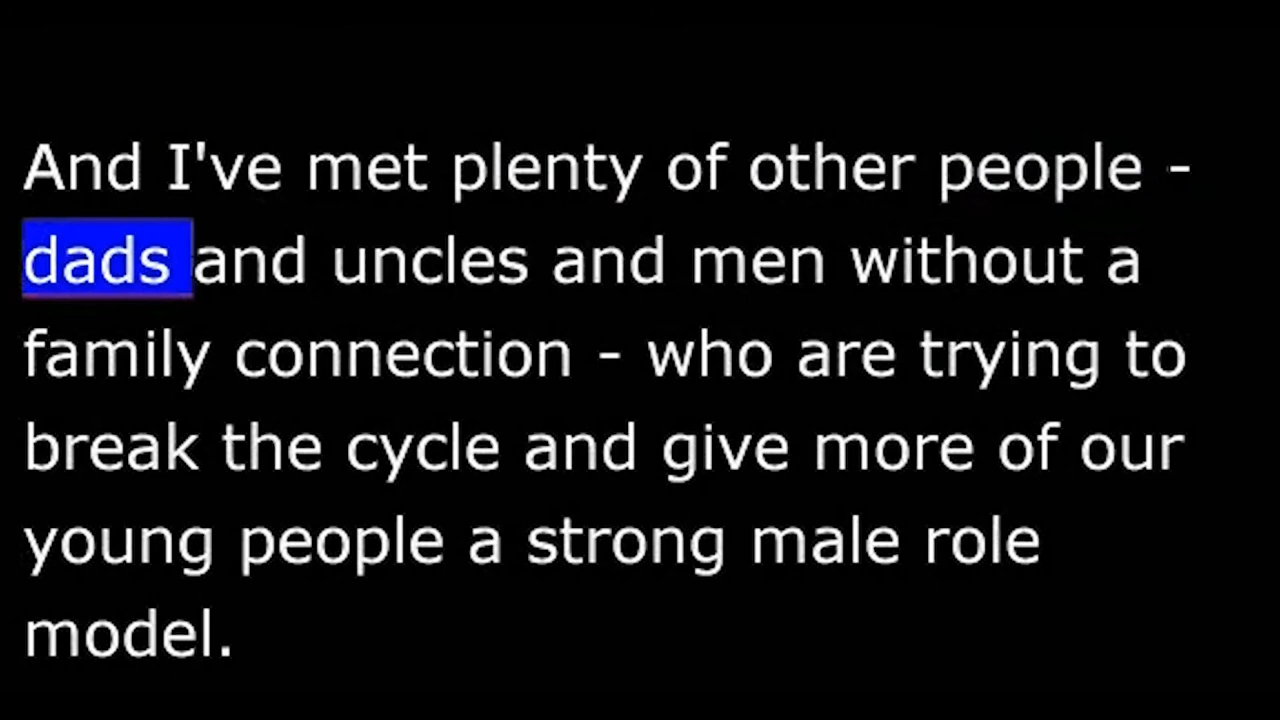 And I've met plenty of other people -
dads and uncles and men without a
family connection - who are trying to
break the cycle and give more of our
young people a strong male role
model.